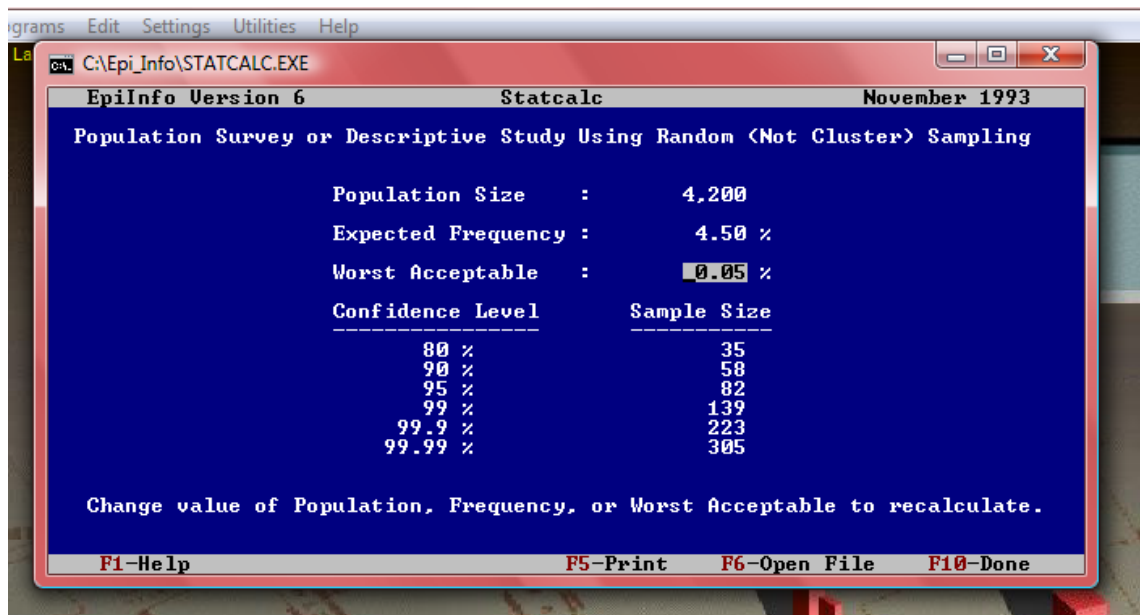 ograms Edit Settings Utilities Help
La
C:\Epi_Info\STATCALC.EXE
EpiInfo Version 6 Statcalc November 1993
Population Survey or Descriptive Study Using Random (Not Cluster) Sampling
Population Size : 4,200
Expected Frequency : 4.50 %
Worst Acceptable : 0.05 %
Confidence Level Sample Size
80 % 35
90 % 58
95 % 82
99 % 139
99.9 % 223
99.99 % 305
Change value of Population, Frequency, or Worst Acceptable to recalculate.
F1-Help F5-Print F6-Open File F10-Done